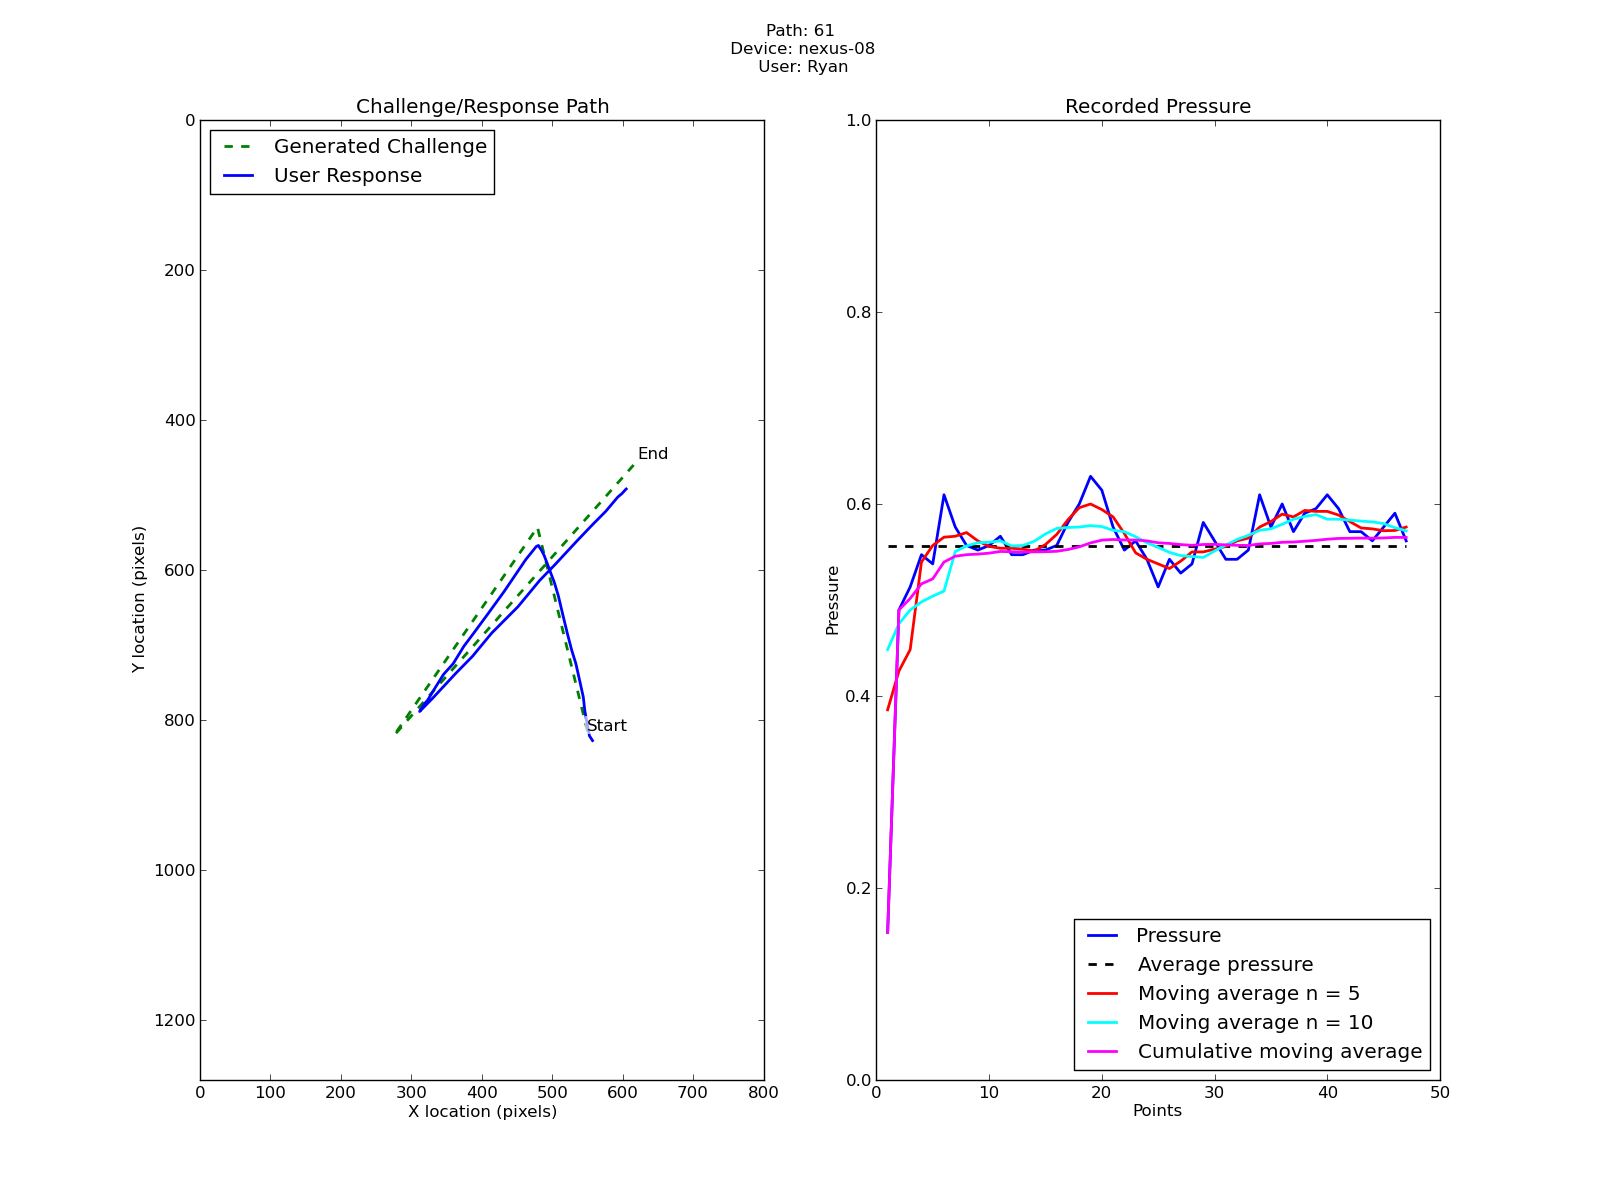 Path: 61
Device: nexus-08
User: Ryan
Challenge/Response Path
Generated Challenge
User Response
0
200
400
600
800
1000
1200
Y location (pixels)
End
Start
0 100 200 300 400 500 600 700 800
X location (pixels)
Recorded Pressure
1.0
0.8
0.6
0.4
0.2
0.0
Pressure
Pressure
Average pressure
Moving average n = 5
Moving average n = 10
Cumulative moving average
0 10 20 30 40 50
Points